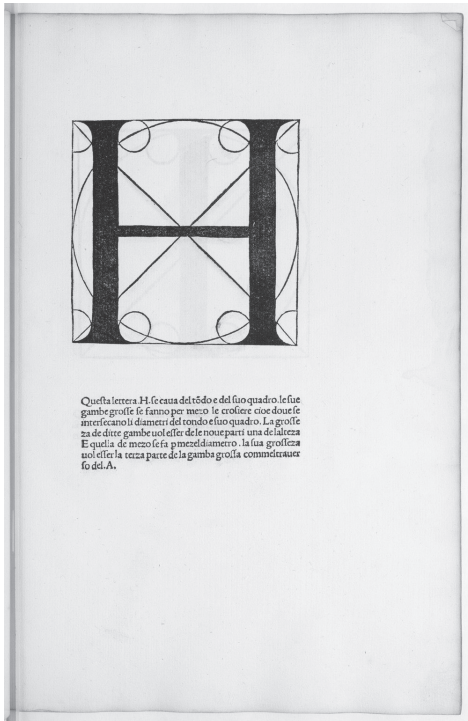 H
Questa lettera .H. se caua del tōdo e del suo quadro. le sue
gambe grosse se fanno per mezo le crosiere cioe doue se
intersecano li diametri del tondo e suo quadro. La grosse
za de ditte gambe uol esser de le noue parti una de lalteza
E quella de mezo se fa p mezel diametro. la sua grosseza
uol esser la terza parte de la gamba grossa commel trauer
so del .A.